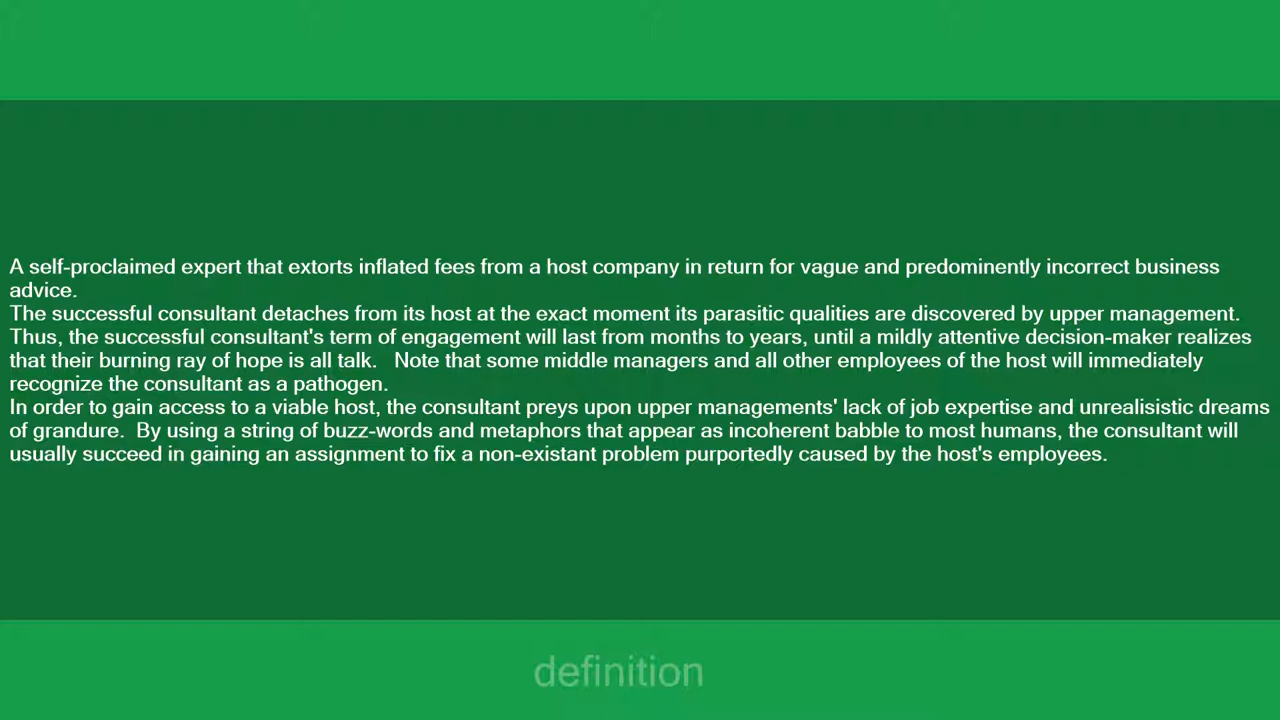 A self-proclaimed expert that extorts inflated fees from a host company in return for vague and predominently incorrect business
advice.
The successful consultant detaches from its host at the exact moment its parasitic qualities are discovered by upper management.
Thus, the successful consultant's term of engagement will last from months to years, until a mildly attentive decision-maker realizes
that their burning ray of hope is all talk.   Note that some middle managers and all other employees of the host will immediately
recognize the consultant as a pathogen.
In order to gain access to a viable host, the consultant preys upon upper managements' lack of job expertise and unrealisistic dreams
of grandure.  By using a string of buzz-words and metaphors that appear as incoherent babble to most humans, the consultant will
usually succeed in gaining an assignment to fix a non-existant problem purportedly caused by the host's employees.
definition